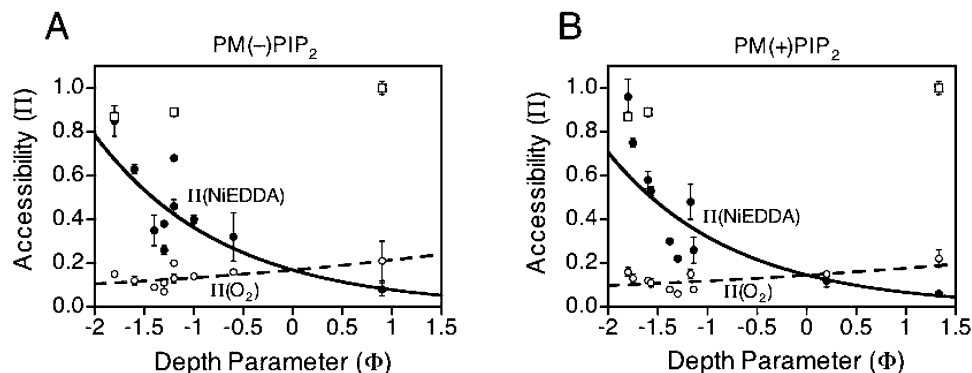 A
PM(–)PIP₂
Accessibility (Π)
1.0
0.8
0.6
0.4
0.2
0.0
Π(NiEDDA)
Π(O₂)
-2 -1.5 -1 -0.5 0 0.5 1 1.5
Depth Parameter (Φ)
B
PM(+)PIP₂
Accessibility (Π)
1.0
0.8
0.6
0.4
0.2
0.0
Π(NiEDDA)
Π(O₂)
-2 -1.5 -1 -0.5 0 0.5 1 1.5
Depth Parameter (Φ)